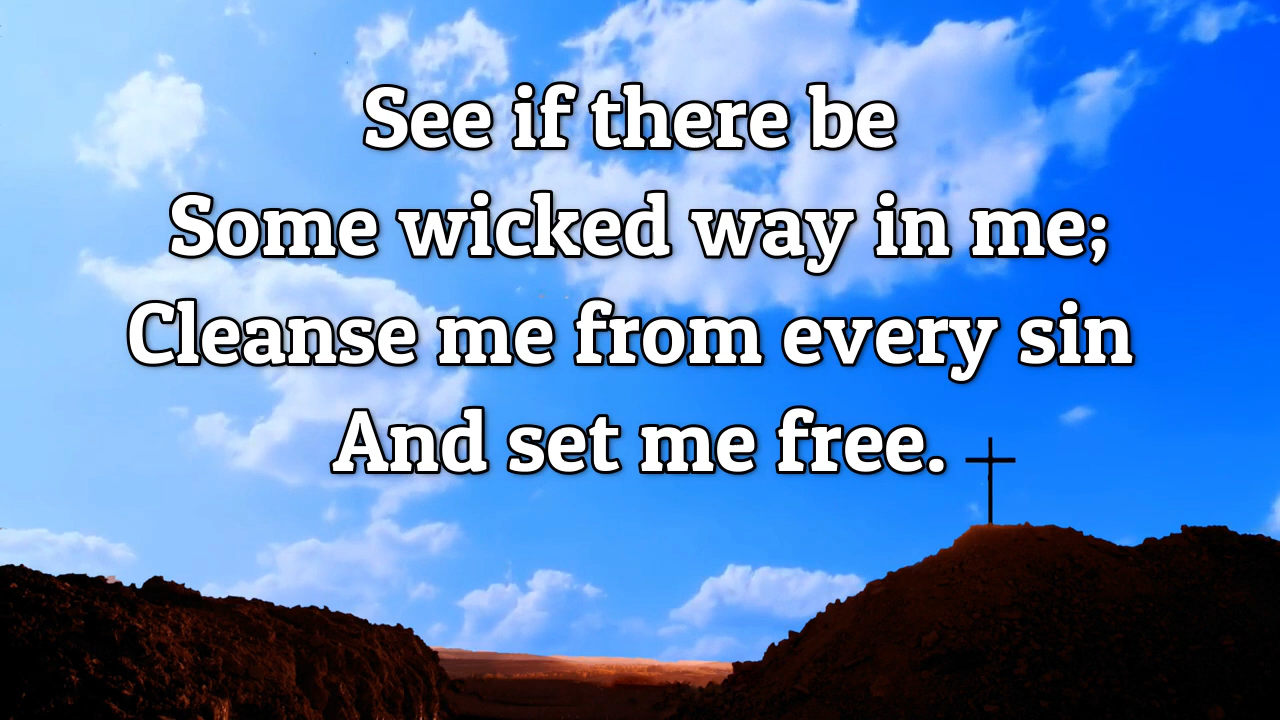 See if there be
Some wicked way in me;
Cleanse me from every sin
And set me free.